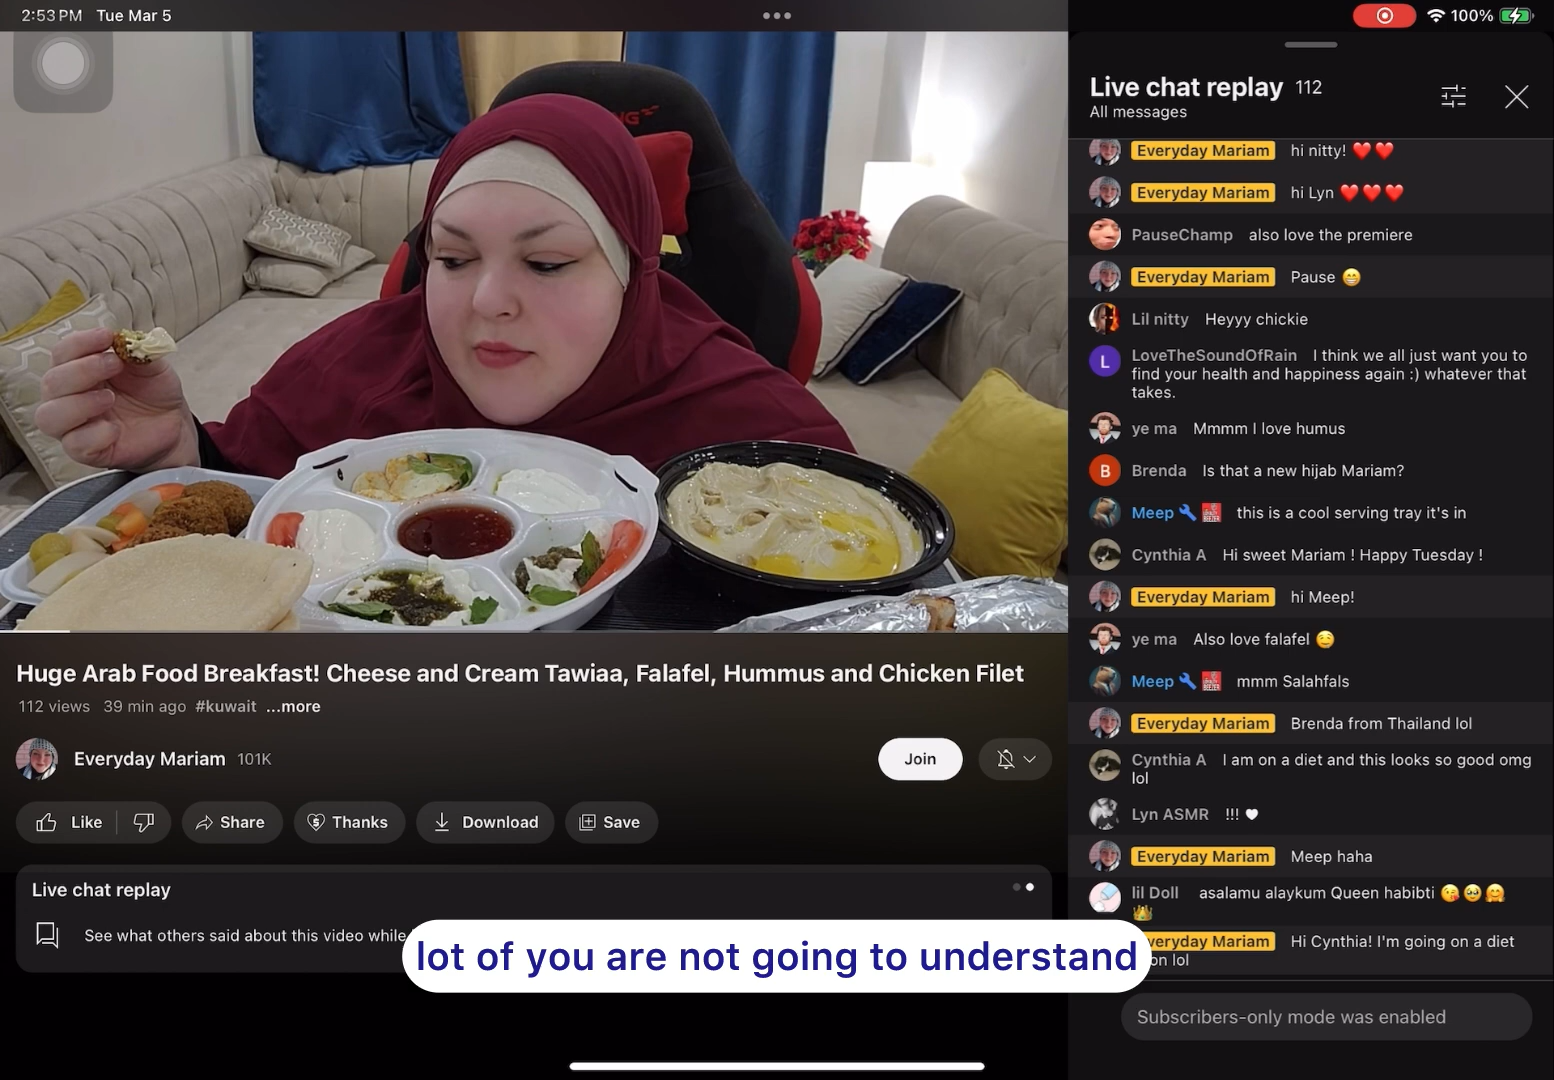 2:53 PM Tue Mar 5
100%
Live chat replay 112
All messages
Everyday Mariam hi nitty! ❤️❤️
Everyday Mariam hi Lyn ❤️❤️❤️
PauseChamp also love the premiere
Everyday Mariam Pause 😁
Lil nitty Heyyy chickie
L
LoveTheSoundOfRain I think we all just want you to
find your health and happiness again :) whatever that
takes.
ye ma Mmmm I love humus
B
Brenda Is that a new hijab Mariam?
Meep this is a cool serving tray it's in
Cynthia A Hi sweet Mariam ! Happy Tuesday !
Everyday Mariam hi Meep!
ye ma Also love falafel ☺️
Meep mmm Salahfals
Everyday Mariam Brenda from Thailand lol
Cynthia A I am on a diet and this looks so good omg
lol
Lyn ASMR !!! 🤍
Everyday Mariam Meep haha
lil Doll asalamu alaykum Queen habibti 😘🥹🤗
👑
veryday Mariam Hi Cynthia! I'm going on a diet
on lol
Subscribers-only mode was enabled
Huge Arab Food Breakfast! Cheese and Cream Tawiaa, Falafel, Hummus and Chicken Filet
112 views 39 min ago #kuwait ...more
Everyday Mariam 101K
Join
Like
Share
Thanks
Download
Save
Live chat replay
See what others said about this video while
lot of you are not going to understand